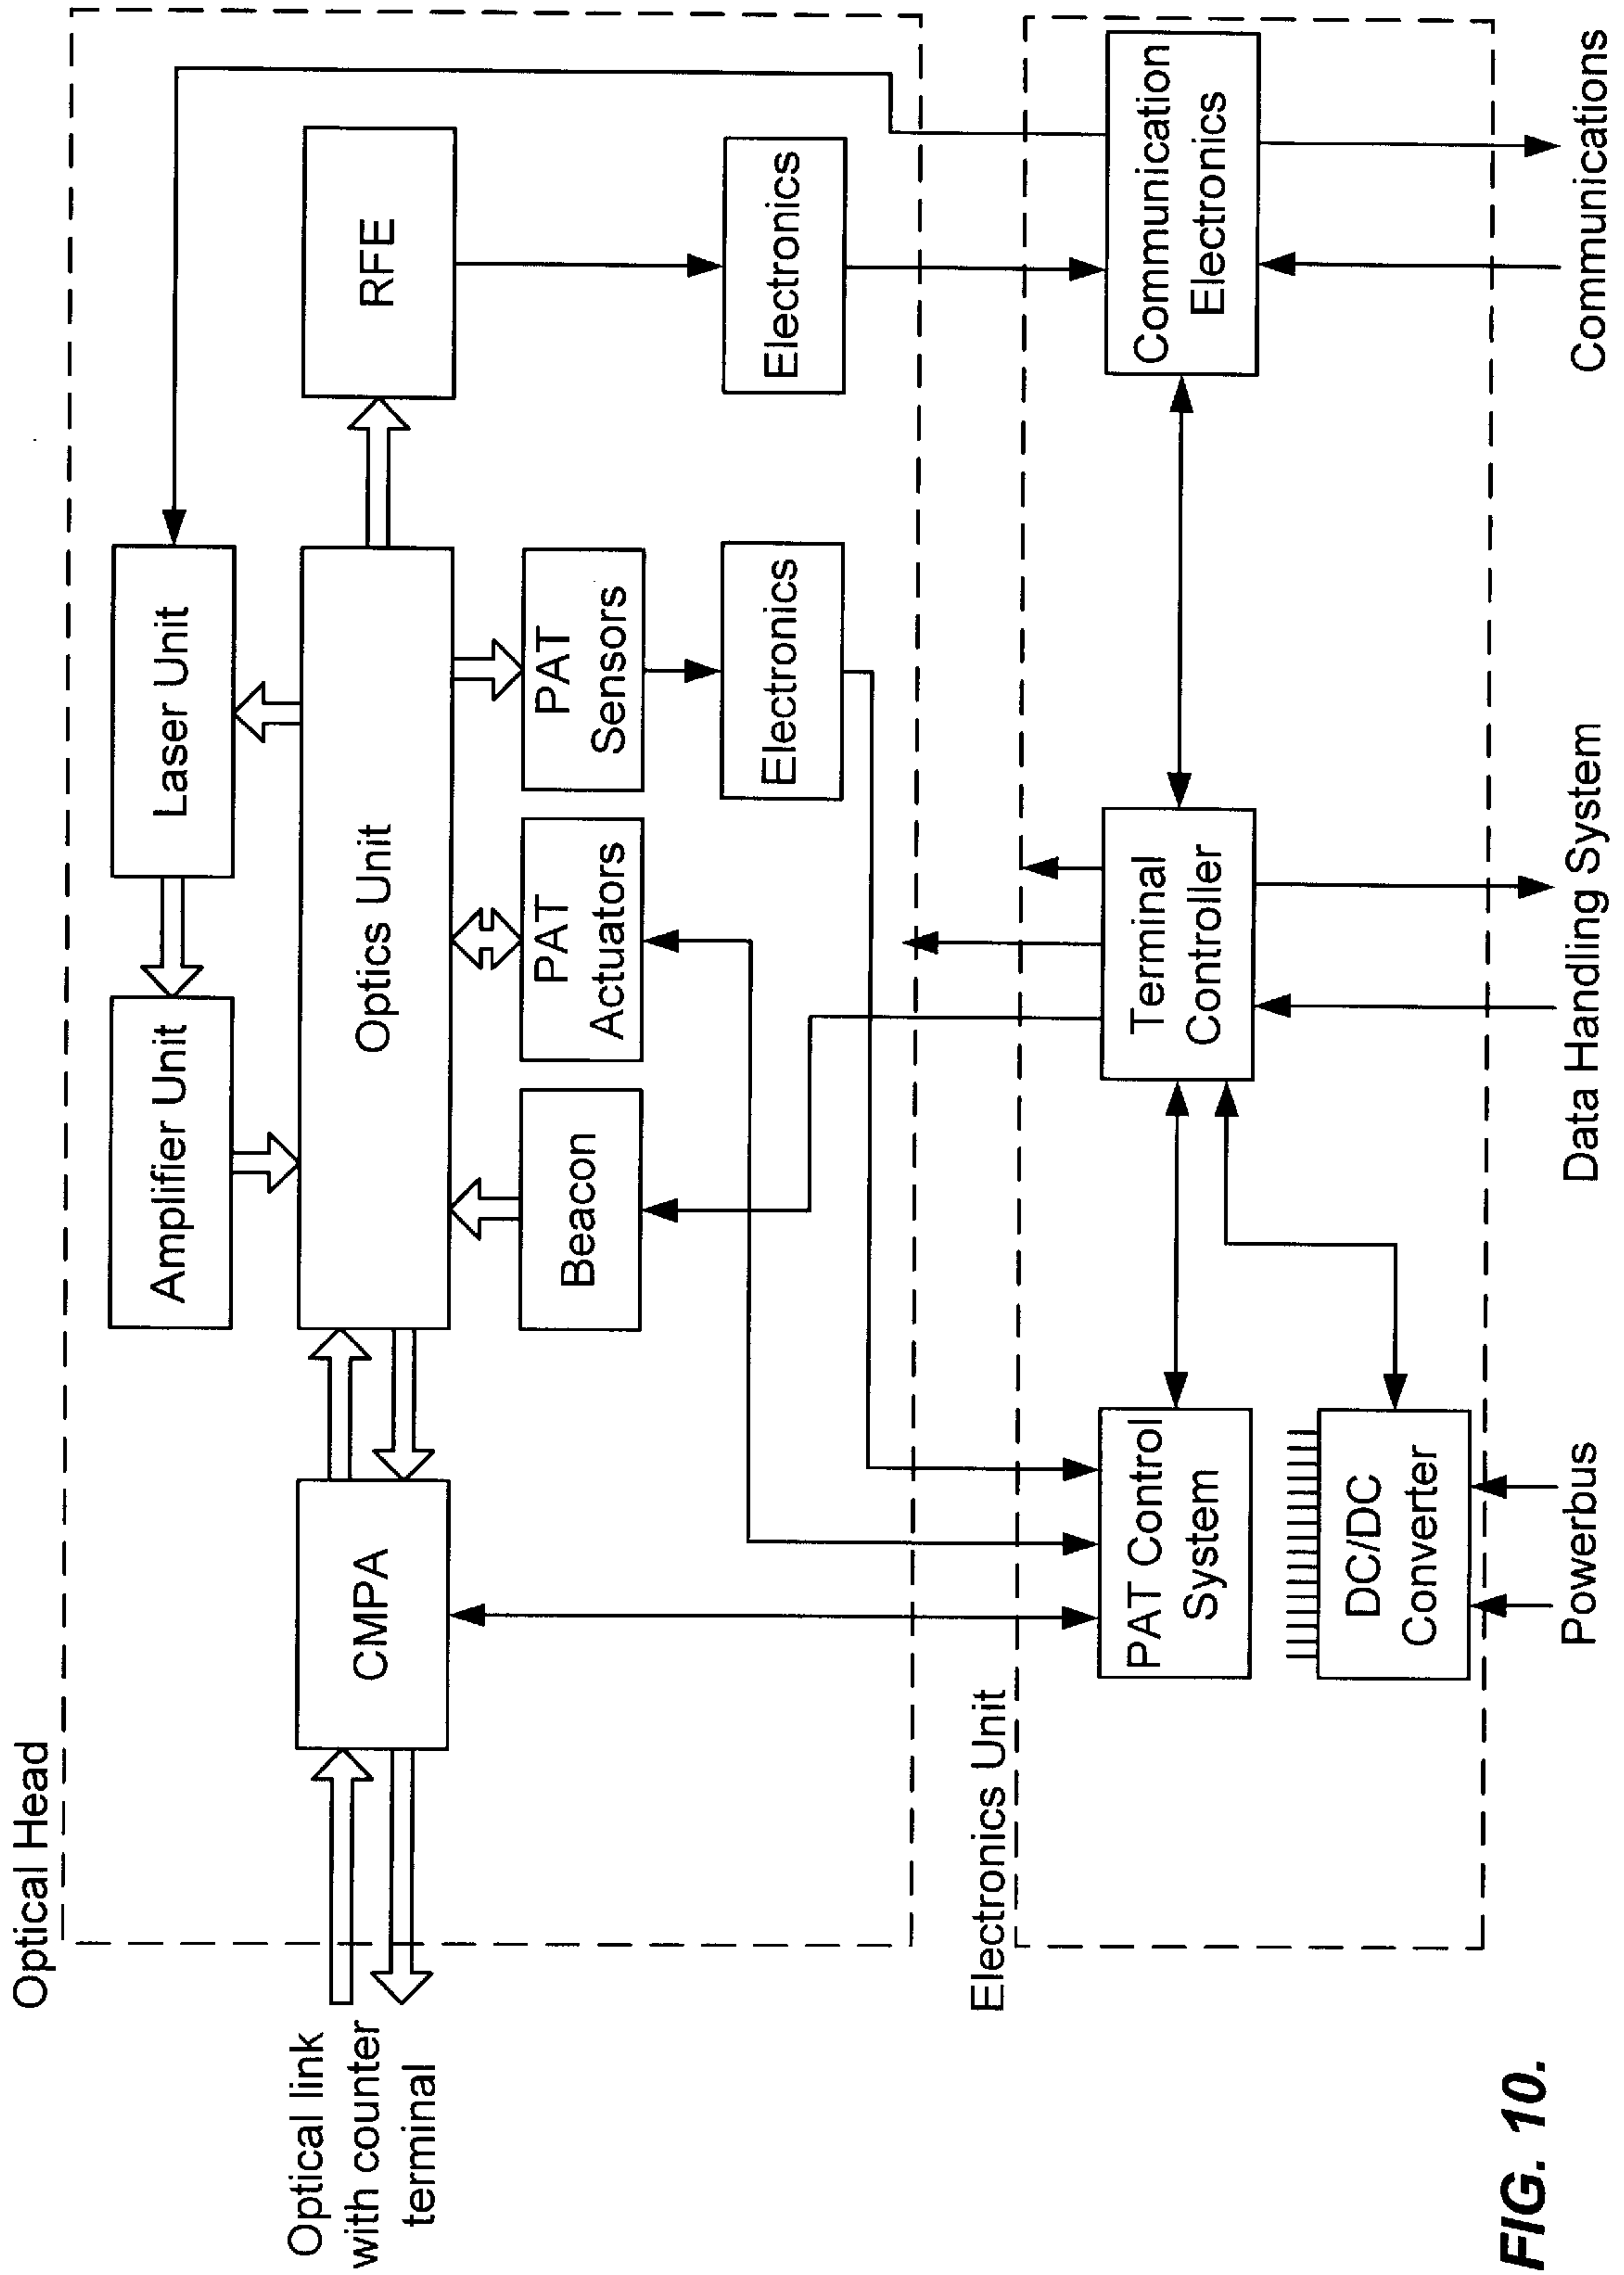 Optical Head
Laser Unit
Amplifier Unit
Optical link
with counter
terminal
CMPA
Optics Unit
RFE
Beacon
PAT
Actuators
PAT
Sensors
Electronics
Electronics
Electronics Unit
PAT Control
System
Terminal
Controller
Communication
Electronics
DC/DC
Converter
Powerbus
Data Handling System
Communications
FIG. 10.